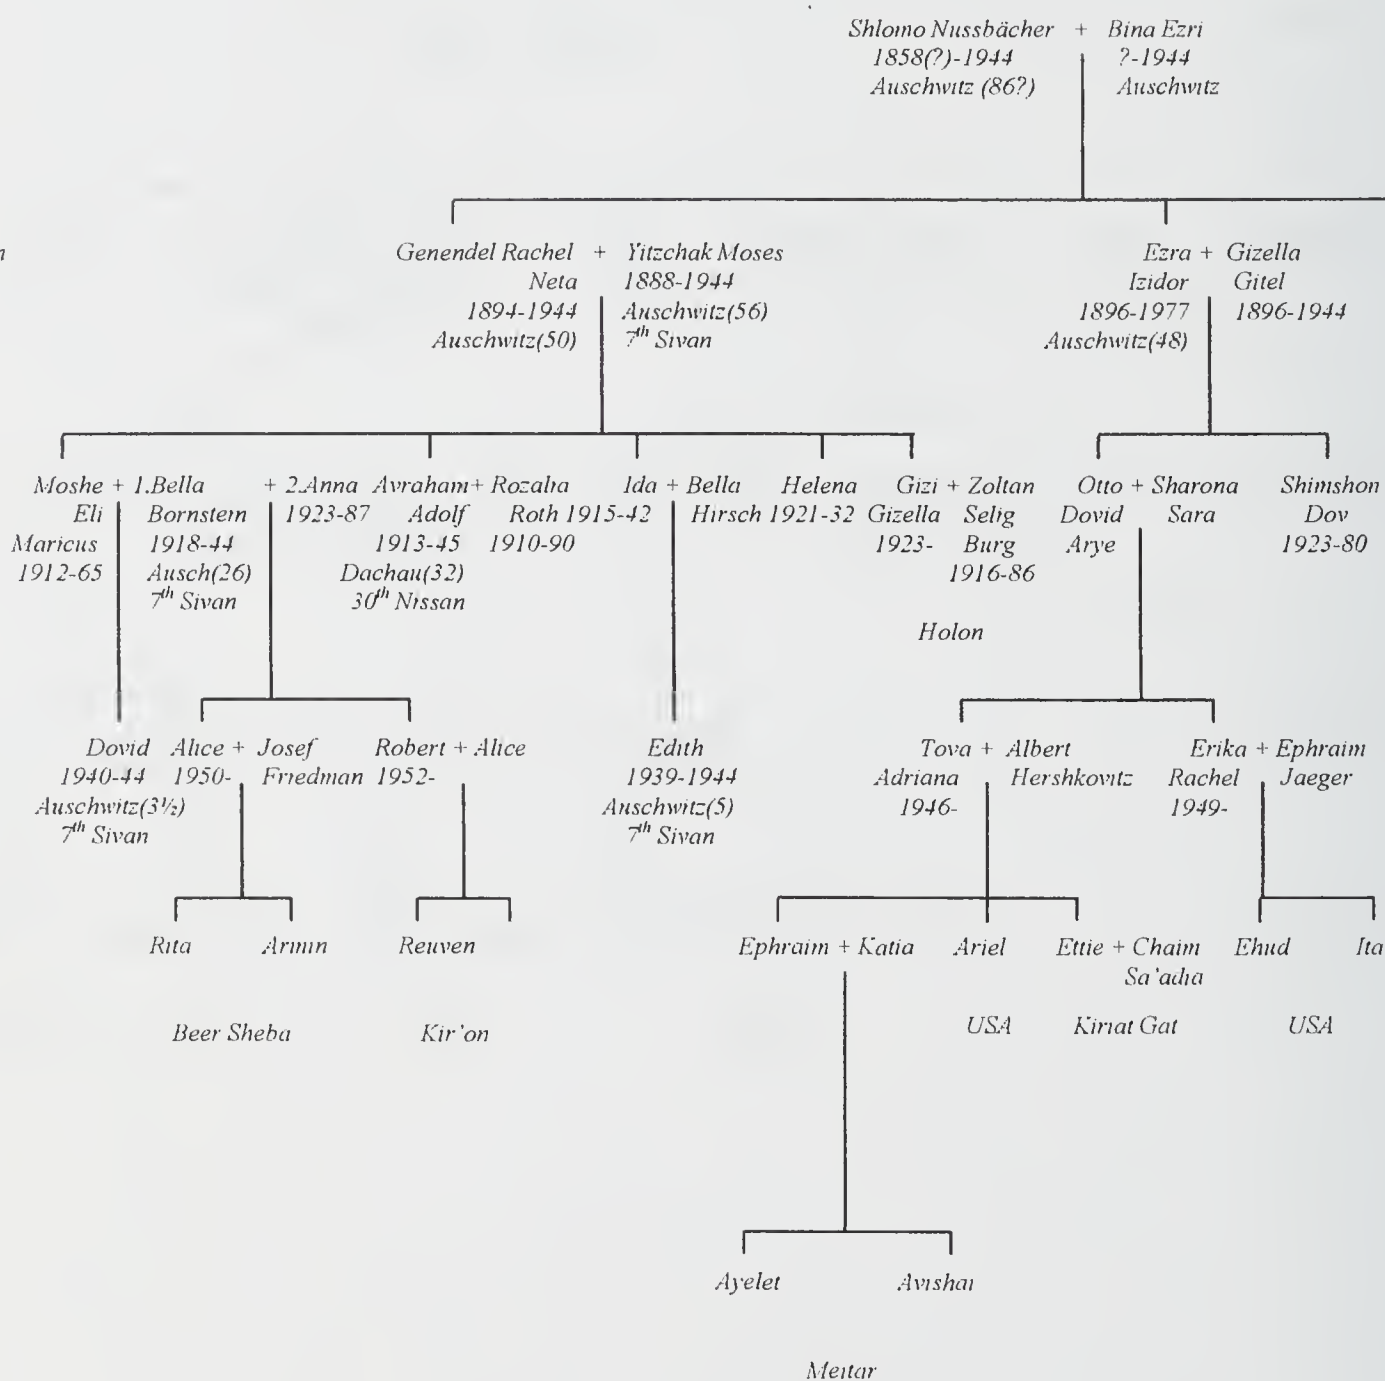 Shlomo Nussbächer + Bina Ezri
1858(?)-1944 ?-1944
Auschwitz (86?) Auschwitz
n
Genendel Rachel + Yitzchak Moses
Neta 1888-1944
1894-1944 Auschwitz(56)
Auschwitz(50) 7th Sivan
Ezra + Gizella
Izidor Gitel
1896-1977 1896-1944
Auschwitz(48)
Moshe + 1.Bella + 2.Anna Avraham+ Rozalia Ida + Bella Helena Gizi + Zoltan Otto + Sharona Shimshon
Eli Bornstein 1923-87 Adolf Roth 1915-42 Hirsch 1921-32 Gizella Selig Dovid Sara Dov
Maricus 1918-44 1913-45 1910-90 1923- Burg Arye 1923-80
1912-65 Ausch(26) Dachau(32) 1916-86
7th Sivan 30th Nissan
Holon
Dovid Alice + Josef Robert + Alice Edith Tova + Albert Erika + Ephraim
1940-44 1950- Friedman 1952- 1939-1944 Adriana Hershkovitz Rachel Jaeger
Auschwitz(3½) Auschwitz(5) 1946- 1949-
7th Sivan 7th Sivan
Rita Armin Reuven Ephraim + Katia Ariel Ettie + Chaim Ehud Ita
Sa'adia
Beer Sheba Kir'on USA Kiriat Gat USA
Ayelet Avishai
Meitar